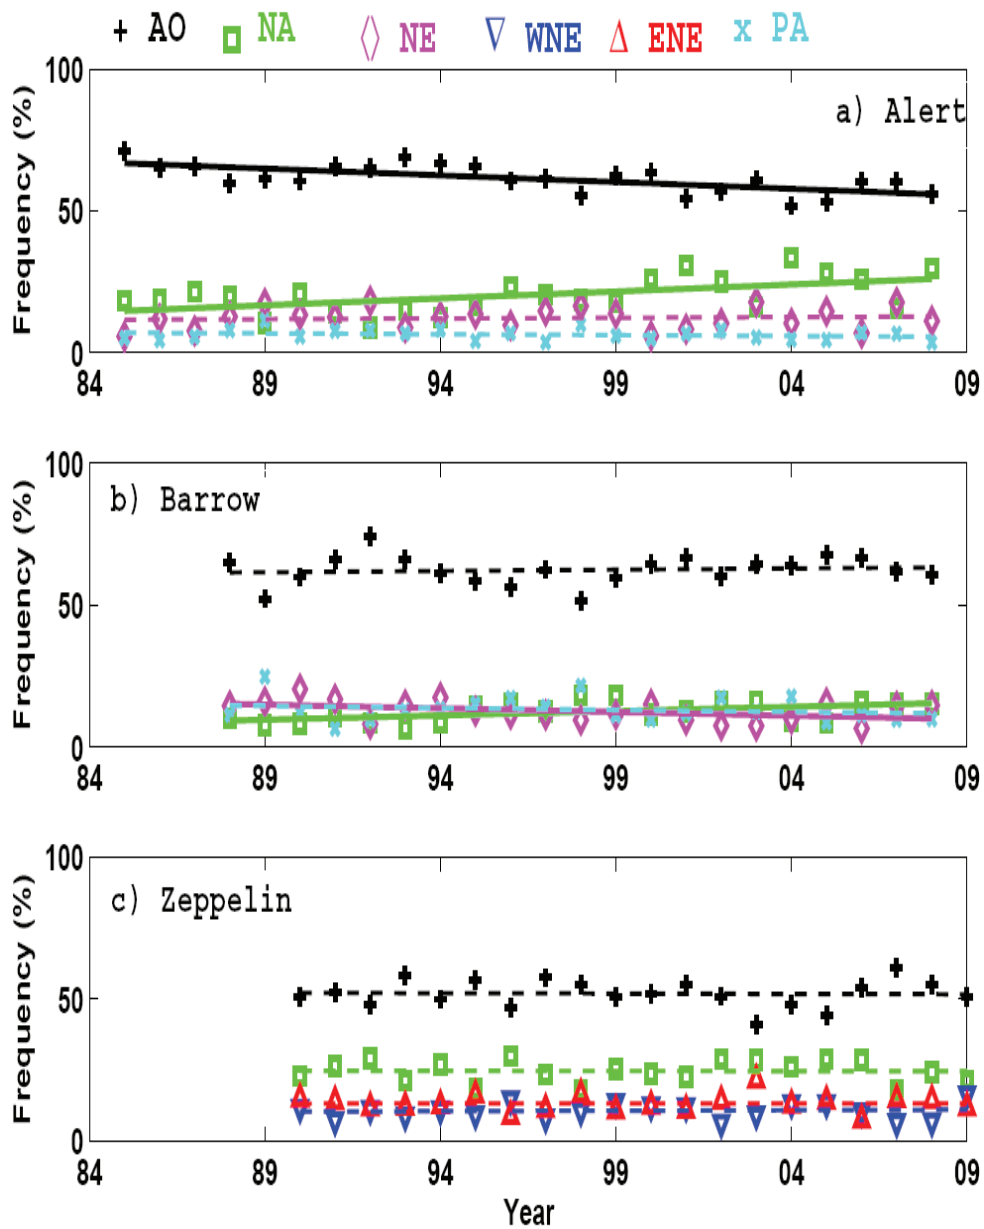 AO NA NE WNE ENE x PA
100
a) Alert
Frequency (%)
50
0
84 89 94 99 04 09
100
b) Barrow
Frequency (%)
50
0
84 89 94 99 04 09
100
c) Zeppelin
Frequency (%)
50
0
84 89 94 99 04 09
Year